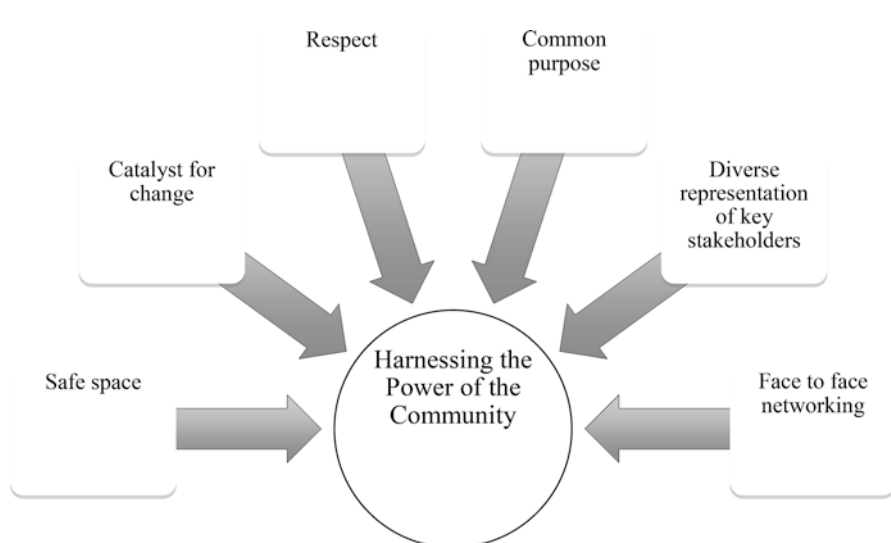 Respect
Common
purpose
Catalyst for
change
Diverse
representation
of key
stakeholders
Safe space
Harnessing the
Power of the
Community
Face to face
networking